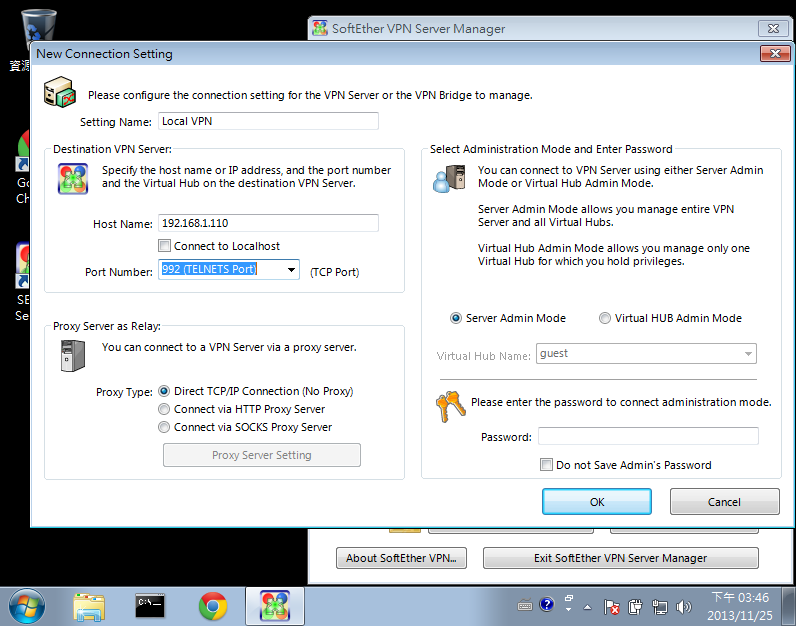 SoftEther VPN Server Manager
New Connection Setting
Please configure the connection setting for the VPN Server or the VPN Bridge to manage.
Setting Name: Local VPN
Destination VPN Server:
Specify the host name or IP address, and the port number
and the Virtual Hub on the destination VPN Server.
Host Name: 192.168.1.110
Connect to Localhost
Port Number: 992 (TELNETS Port) (TCP Port)
Proxy Server as Relay:
You can connect to a VPN Server via a proxy server.
Proxy Type: Direct TCP/IP Connection (No Proxy)
Connect via HTTP Proxy Server
Connect via SOCKS Proxy Server
Proxy Server Setting
Select Administration Mode and Enter Password
You can connect to VPN Server using either Server Admin
Mode or Virtual Hub Admin Mode.
Server Admin Mode allows you manage entire VPN
Server and all Virtual Hubs.
Virtual Hub Admin Mode allows you manage only one
Virtual Hub for which you hold privileges.
Server Admin Mode Virtual HUB Admin Mode
Virtual Hub Name: guest
Please enter the password to connect administration mode.
Password:
Do not Save Admin's Password
OK Cancel
About SoftEther VPN... Exit SoftEther VPN Server Manager
資源
Go
Ch
SE
Se
C:\_
下午 03:46
2013/11/25